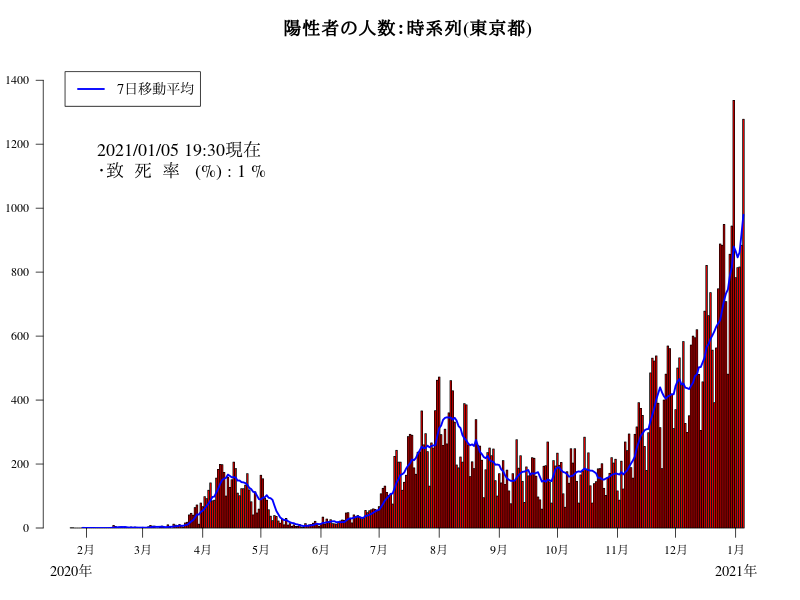 陽性者の人数:時系列(東京都)
7日移動平均
2021/01/05 19:30現在
・致 死 率 (%) : 1 %
1400
1200
1000
800
600
400
200
0
2月 3月 4月 5月 6月 7月 8月 9月 10月 11月 12月 1月
2020年 2021年